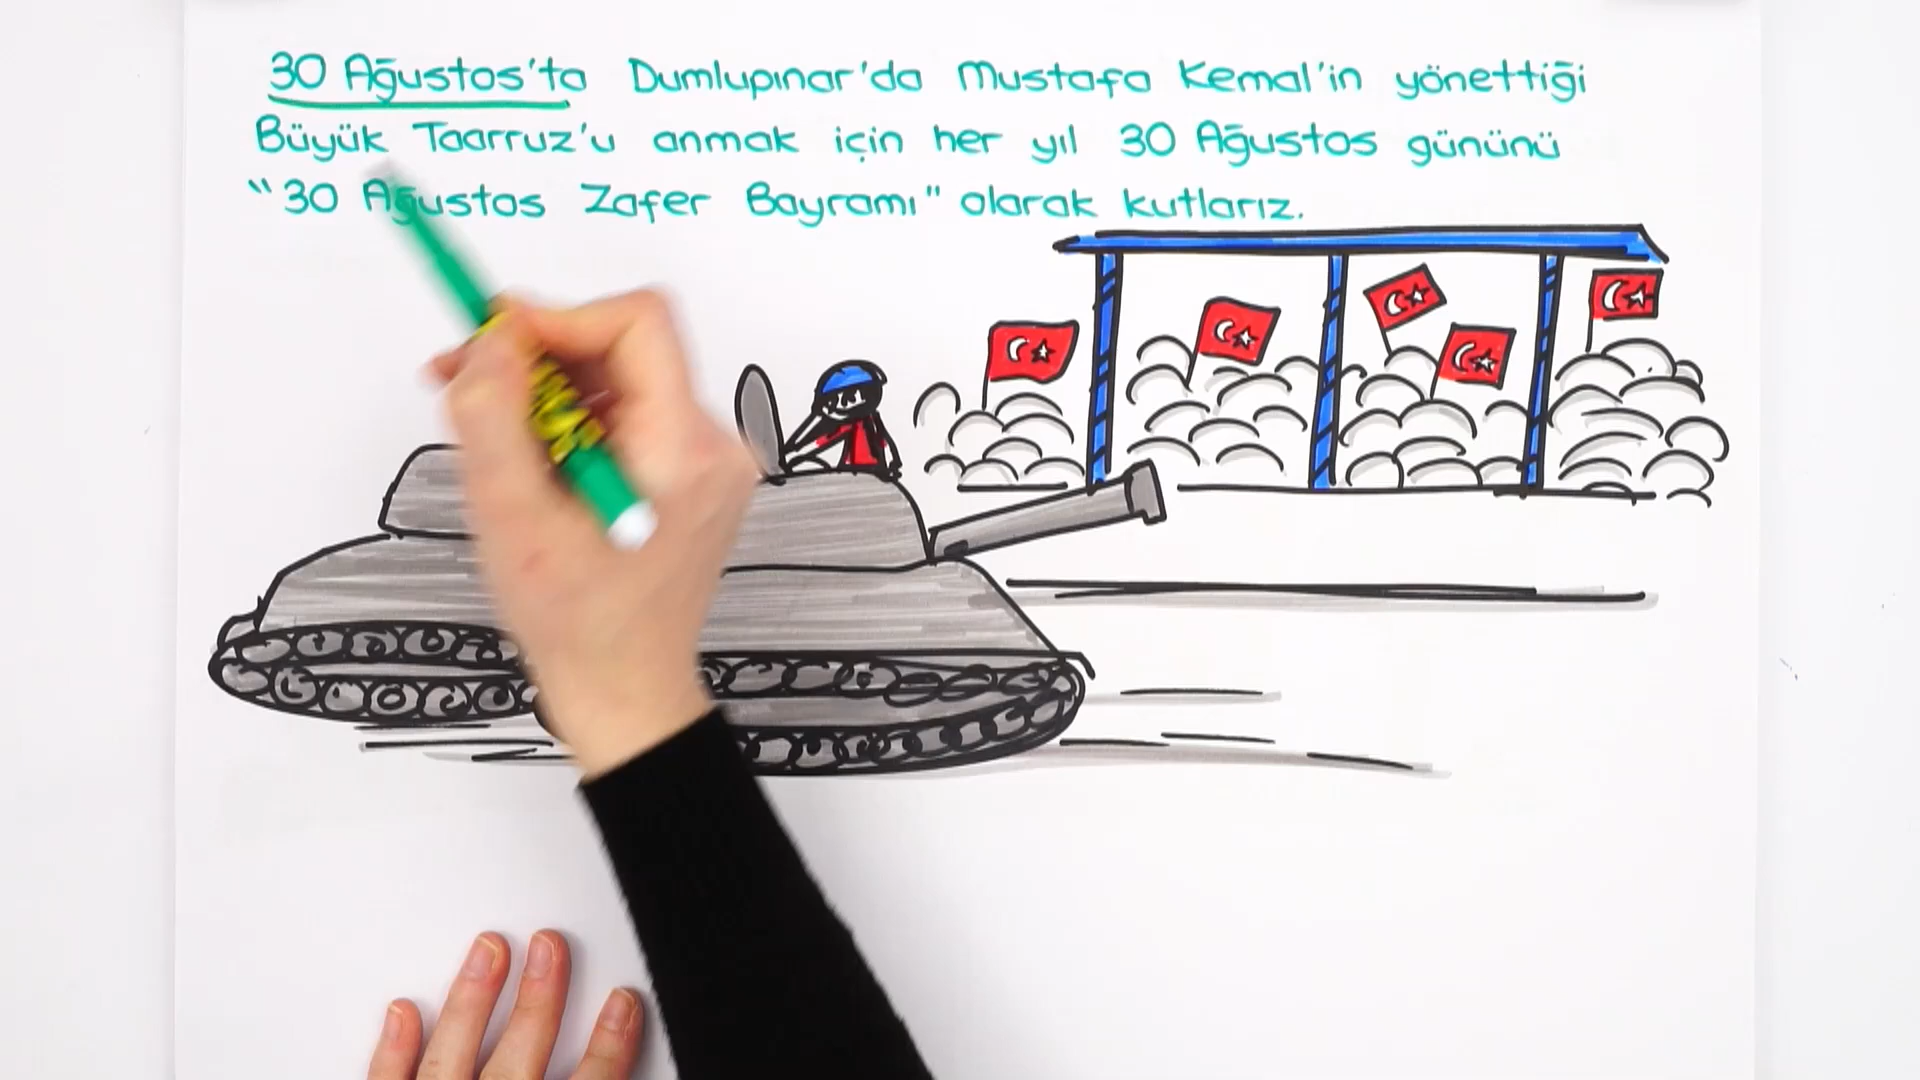 30 Ağustos'ta Dumlupınar'da Mustafa Kemal'in yönettiği
Büyük Taarruz'u anmak için her yıl 30 Ağustos gününü
"30 Ağustos Zafer Bayramı" olarak kutlarız.